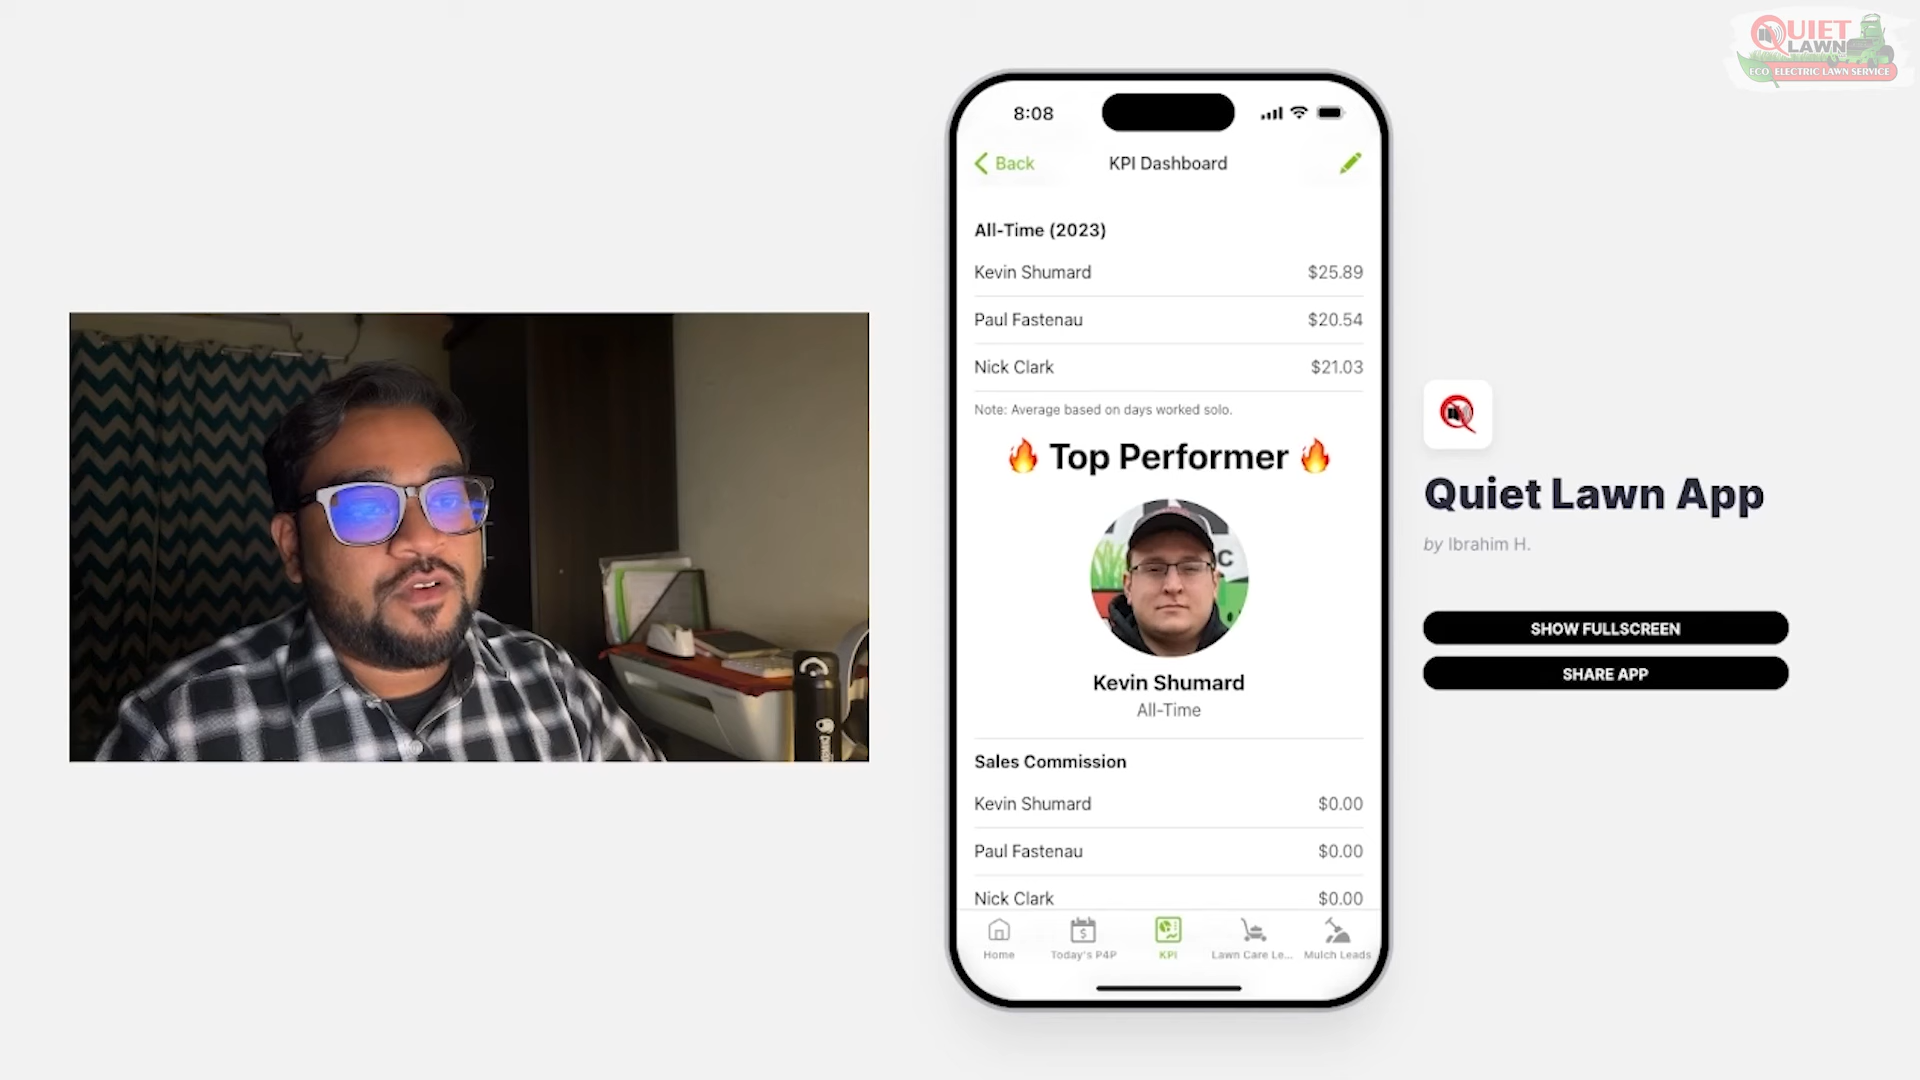 QUIET
LAWN
ECO ELECTRIC LAWN SERVICE
8:08
Back
KPI Dashboard
All-Time (2023)
Kevin Shumard $25.89
Paul Fastenau $20.54
Nick Clark $21.03
Note: Average based on days worked solo.
🔥 Top Performer 🔥
C
Kevin Shumard
All-Time
Sales Commission
Kevin Shumard $0.00
Paul Fastenau $0.00
Nick Clark $0.00
Home Today's P4P KPI Lawn Care Le... Mulch Leads
Quiet Lawn App
by Ibrahim H.
SHOW FULLSCREEN
SHARE APP